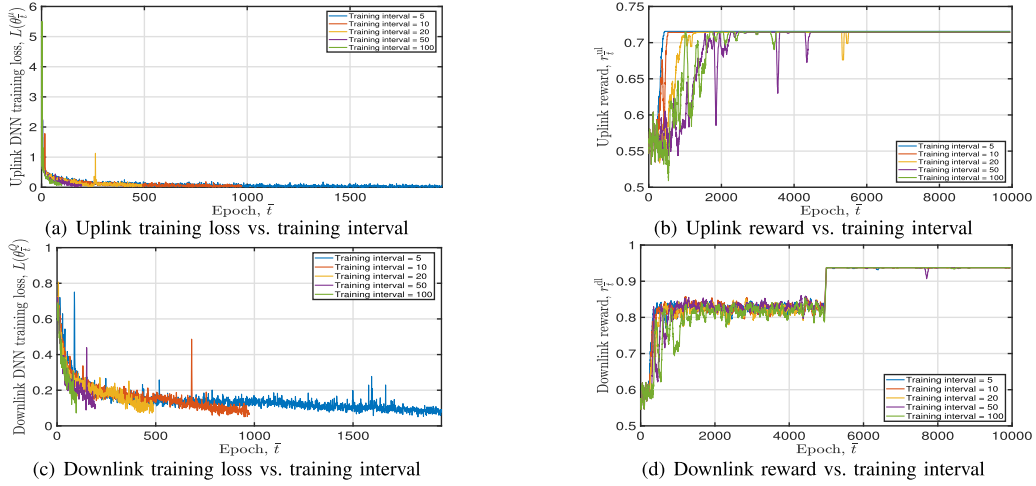 6
5
4
3
2
1
0
Uplink DNN training loss, L(θ^μ_t̄)
Training interval = 5
Training interval = 10
Training interval = 20
Training interval = 50
Training interval = 100
0 500 1000 1500
Epoch, t̄
(a) Uplink training loss vs. training interval
0.75
0.7
0.65
0.6
0.55
0.5
Uplink reward, r^ul_t̄
Training interval = 5
Training interval = 10
Training interval = 20
Training interval = 50
Training interval = 100
0 2000 4000 6000 8000 10000
Epoch, t̄
(b) Uplink reward vs. training interval
1
0.8
0.6
0.4
0.2
0
Downlink DNN training loss, L(θ^Q_t̄)
Training interval = 5
Training interval = 10
Training interval = 20
Training interval = 50
Training interval = 100
0 500 1000 1500
Epoch, t̄
(c) Downlink training loss vs. training interval
1
0.9
0.8
0.7
0.6
0.5
Downlink reward, r^dl_t̄
Training interval = 5
Training interval = 10
Training interval = 20
Training interval = 50
Training interval = 100
0 2000 4000 6000 8000 10000
Epoch, t̄
(d) Downlink reward vs. training interval